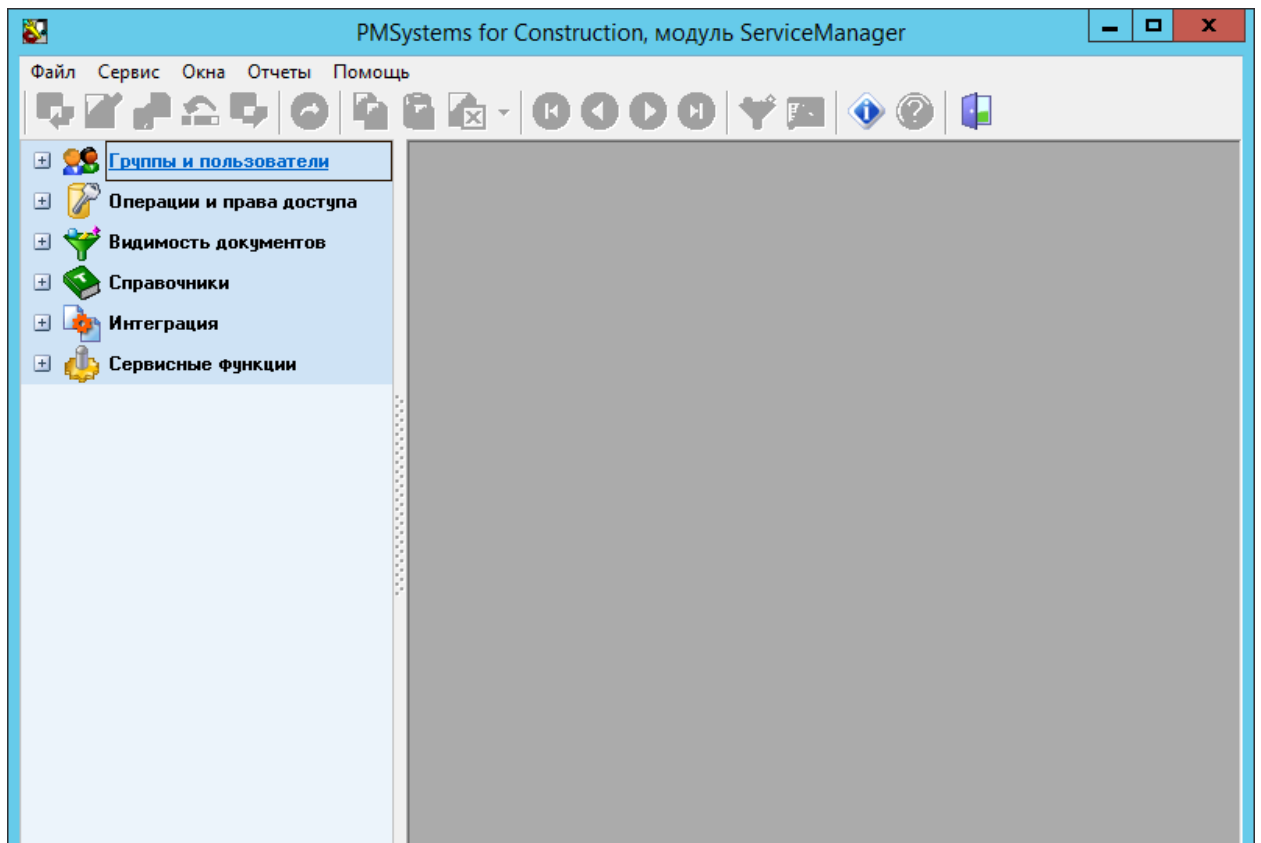 PMSystems for Construction, модуль ServiceManager
Файл Сервис Окна Отчеты Помощь
Группы и пользователи
Операции и права доступа
Видимость документов
Справочники
Интеграция
Сервисные функции